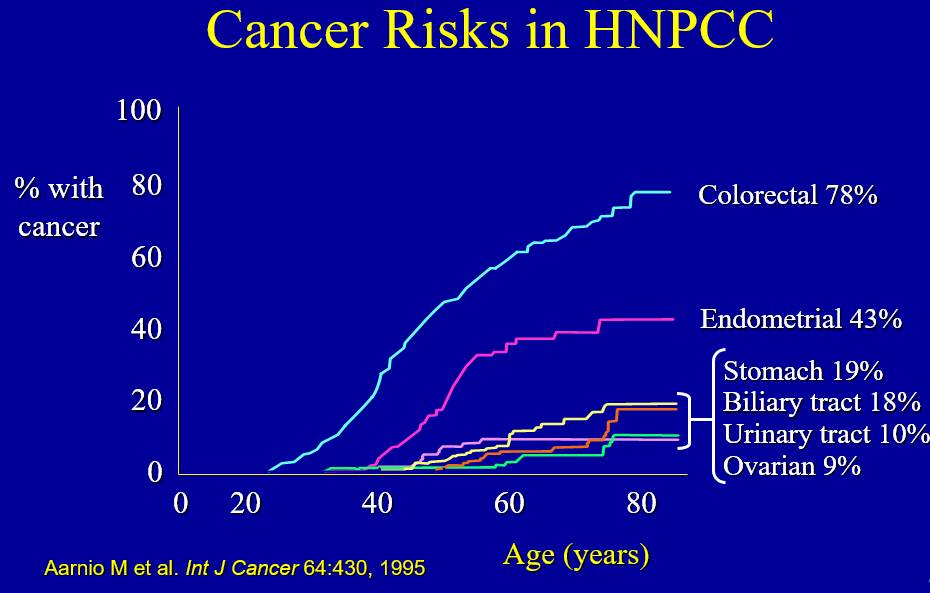 Cancer Risks in HNPCC
100
80
60
40
20
0
% with
cancer
Colorectal 78%
Endometrial 43%
Stomach 19%
Biliary tract 18%
Urinary tract 10%
Ovarian 9%
0 20 40 60 80
Age (years)
Aarnio M et al. Int J Cancer 64:430, 1995